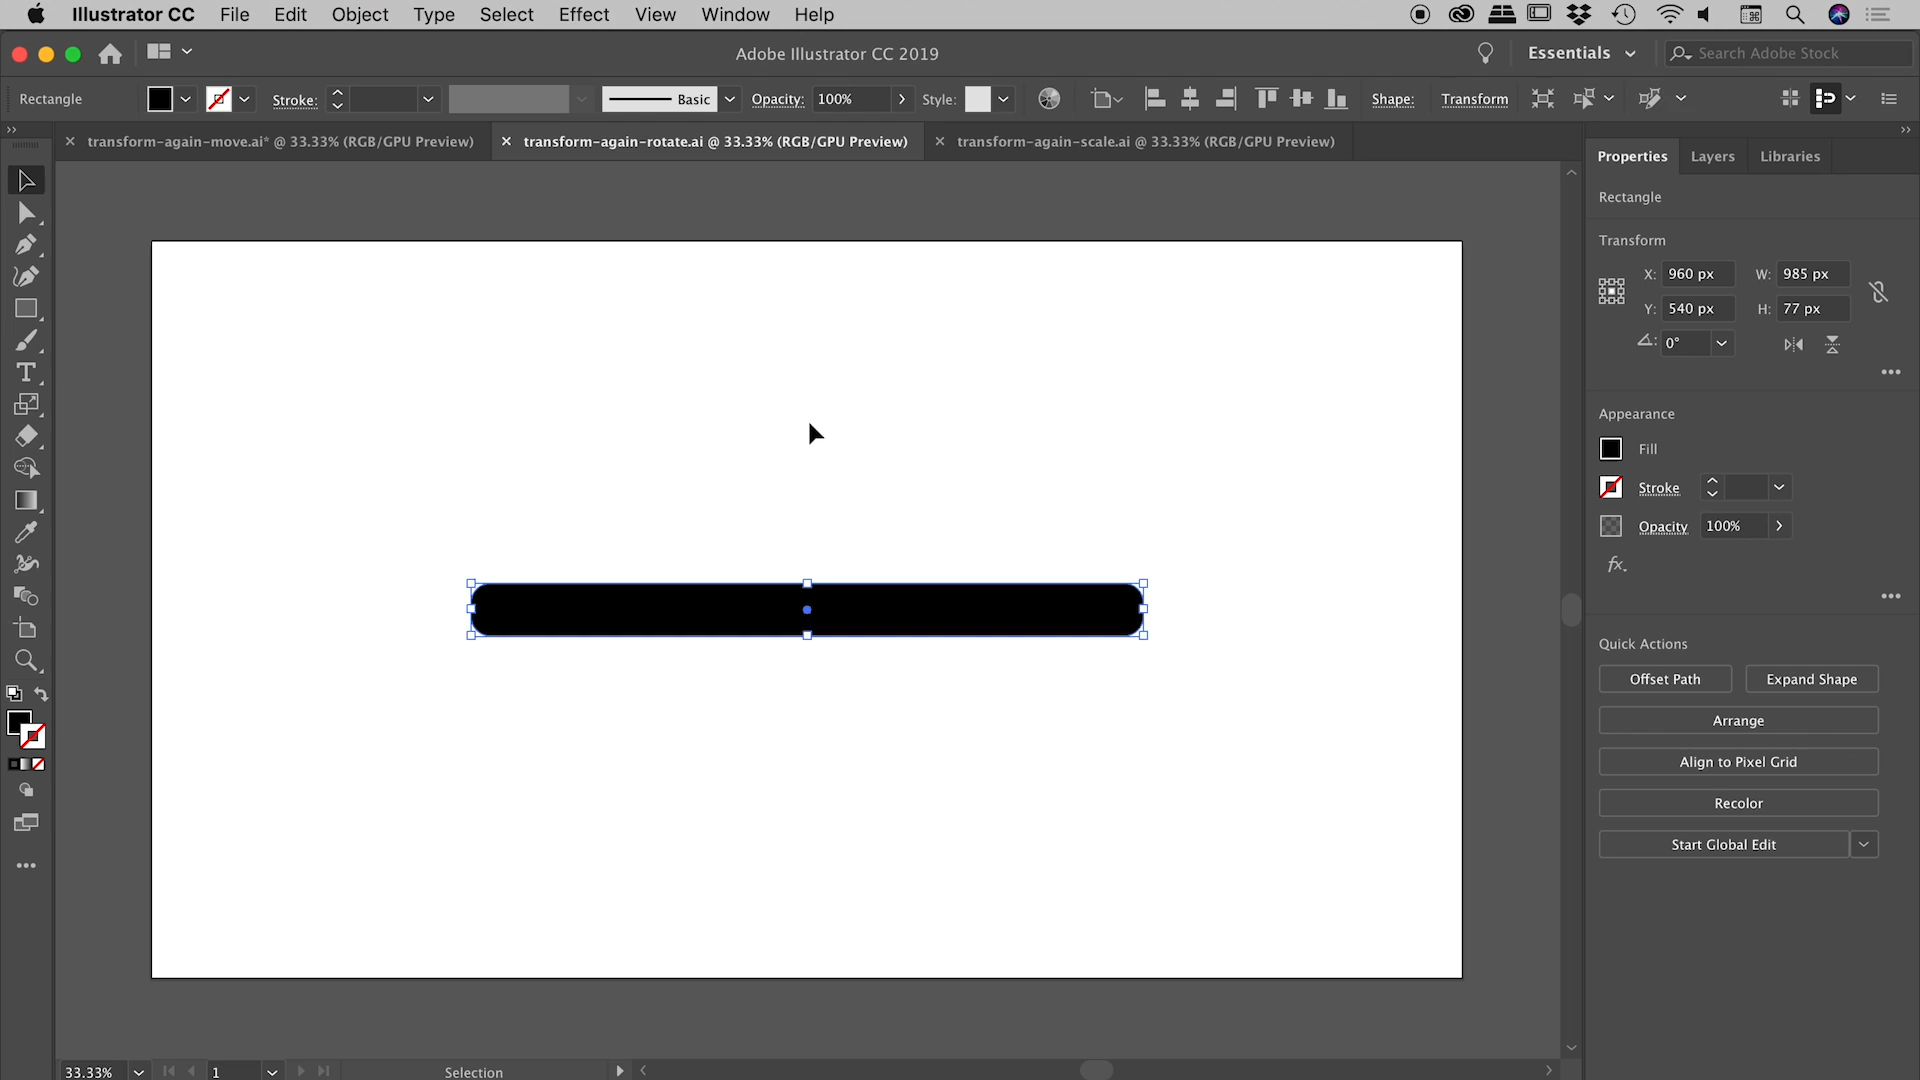 Illustrator CC File Edit Object Type Select Effect View Window Help
Adobe Illustrator CC 2019
Essentials
Search Adobe Stock
Rectangle
Stroke:
Basic
Opacity: 100%
Style:
Shape:
Transform
transform-again-move.ai* @ 33.33% (RGB/GPU Preview)
transform-again-rotate.ai @ 33.33% (RGB/GPU Preview)
transform-again-scale.ai @ 33.33% (RGB/GPU Preview)
Properties Layers Libraries
Rectangle
Transform
X: 960 px W: 985 px
Y: 540 px H: 77 px
0°
Appearance
Fill
Stroke
Opacity 100%
fx.
Quick Actions
Offset Path Expand Shape
Arrange
Align to Pixel Grid
Recolor
Start Global Edit
33.33% 1 Selection